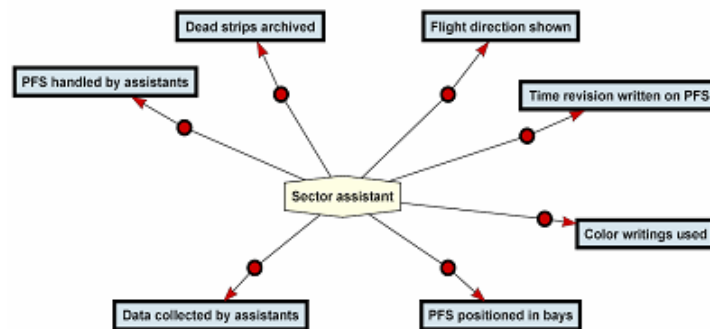 Dead strips archived
Flight direction shown
PFS handled by assistants
Time revision written on PFS
Sector assistant
Color writings used
Data collected by assistants
PFS positioned in bays